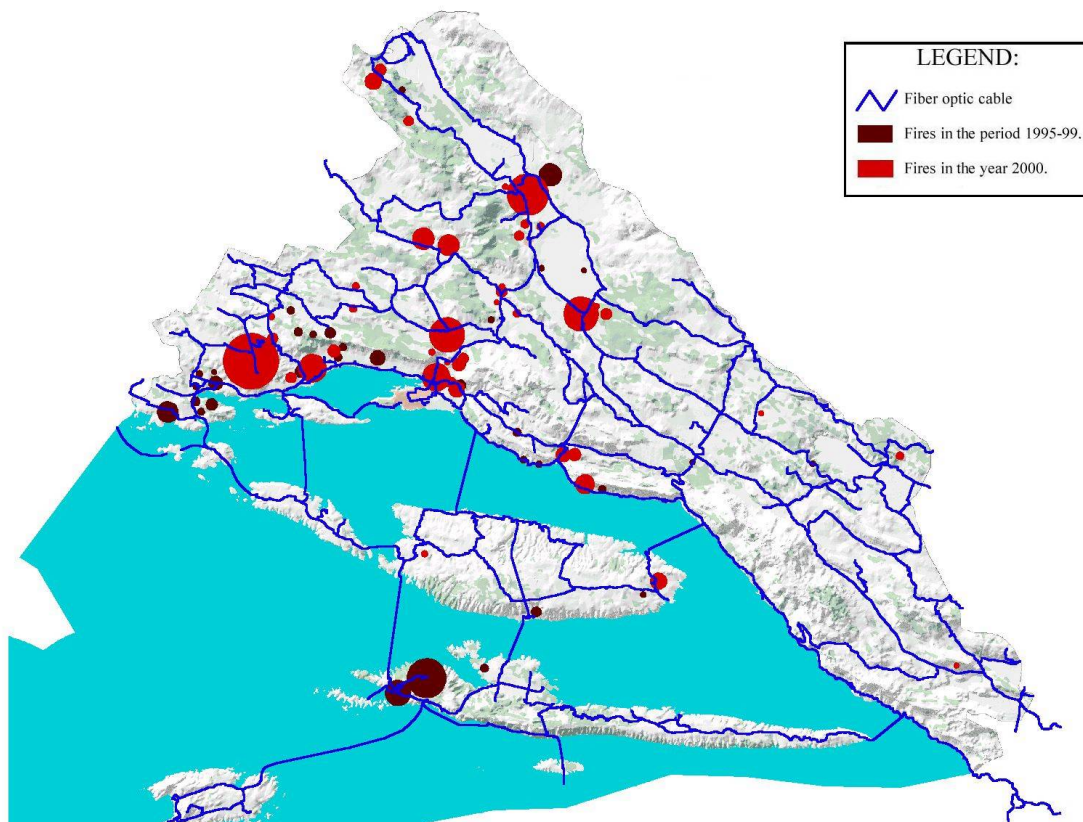 LEGEND:
Fiber optic cable
Fires in the period 1995-99.
Fires in the year 2000.